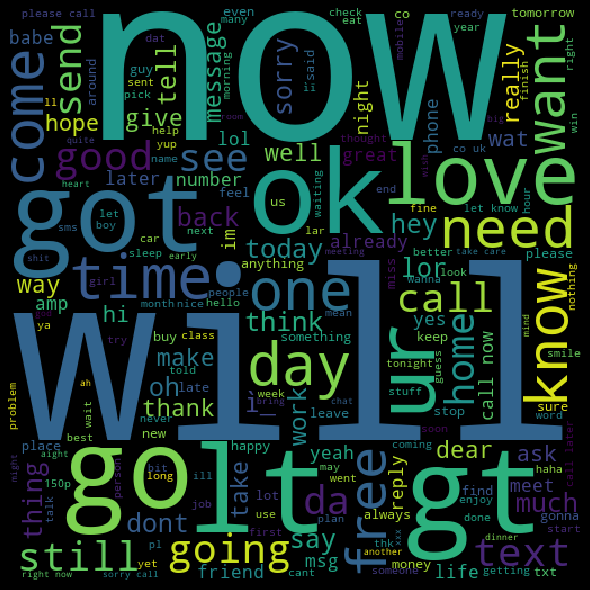 please call
many
even
now
check
eat
co
ready
year
tomorrow
right
babe
send
dat
around
guy
tell
message
sorry
said
ll
ii
night
phone
mobile
really
finish
want
win
come
hope
sent
pick
morning
give
help
room
wat
co uk
big
quite
yup
lol
well
thought
great
wish
good
see
love
name
later
number
feel
us
waiting
end
hour
heart
got
ok
need
sms
let
boy
back
im
lar
hey
fine
let know
please
shit
car
next
today
already
miss
better
take care
nothing
sleep
early
meeting
anything
lor
look
way
time
one
girl
people
wanna
know
amp
month
nice
hello
mean
call
hi
will
ya
god
try
buy
class
something
think
yes
keep
mind
tonight
guess
smile
make
told
day
ur
home
call now
problem
ah
oh
late
week
ì_
bring
chat
stuff
stop
sure
wait
never
thank
work
leave
soon
word
call later
place
best
new
happy
yeah
coming
dear
ask
haha
might
aight
thing
golt
gt
talk
150p
bit
long
person
ill
lot
may
went
free
reply
find
meet
gonna
take
job
da
always
enjoy
much
dont
use
first
plan
say
xxx
done
start
still
yet
pl
going
thk
msg
another
money
dinner
text
right now
sorry call
friend
cant
someone
life
getting
txt